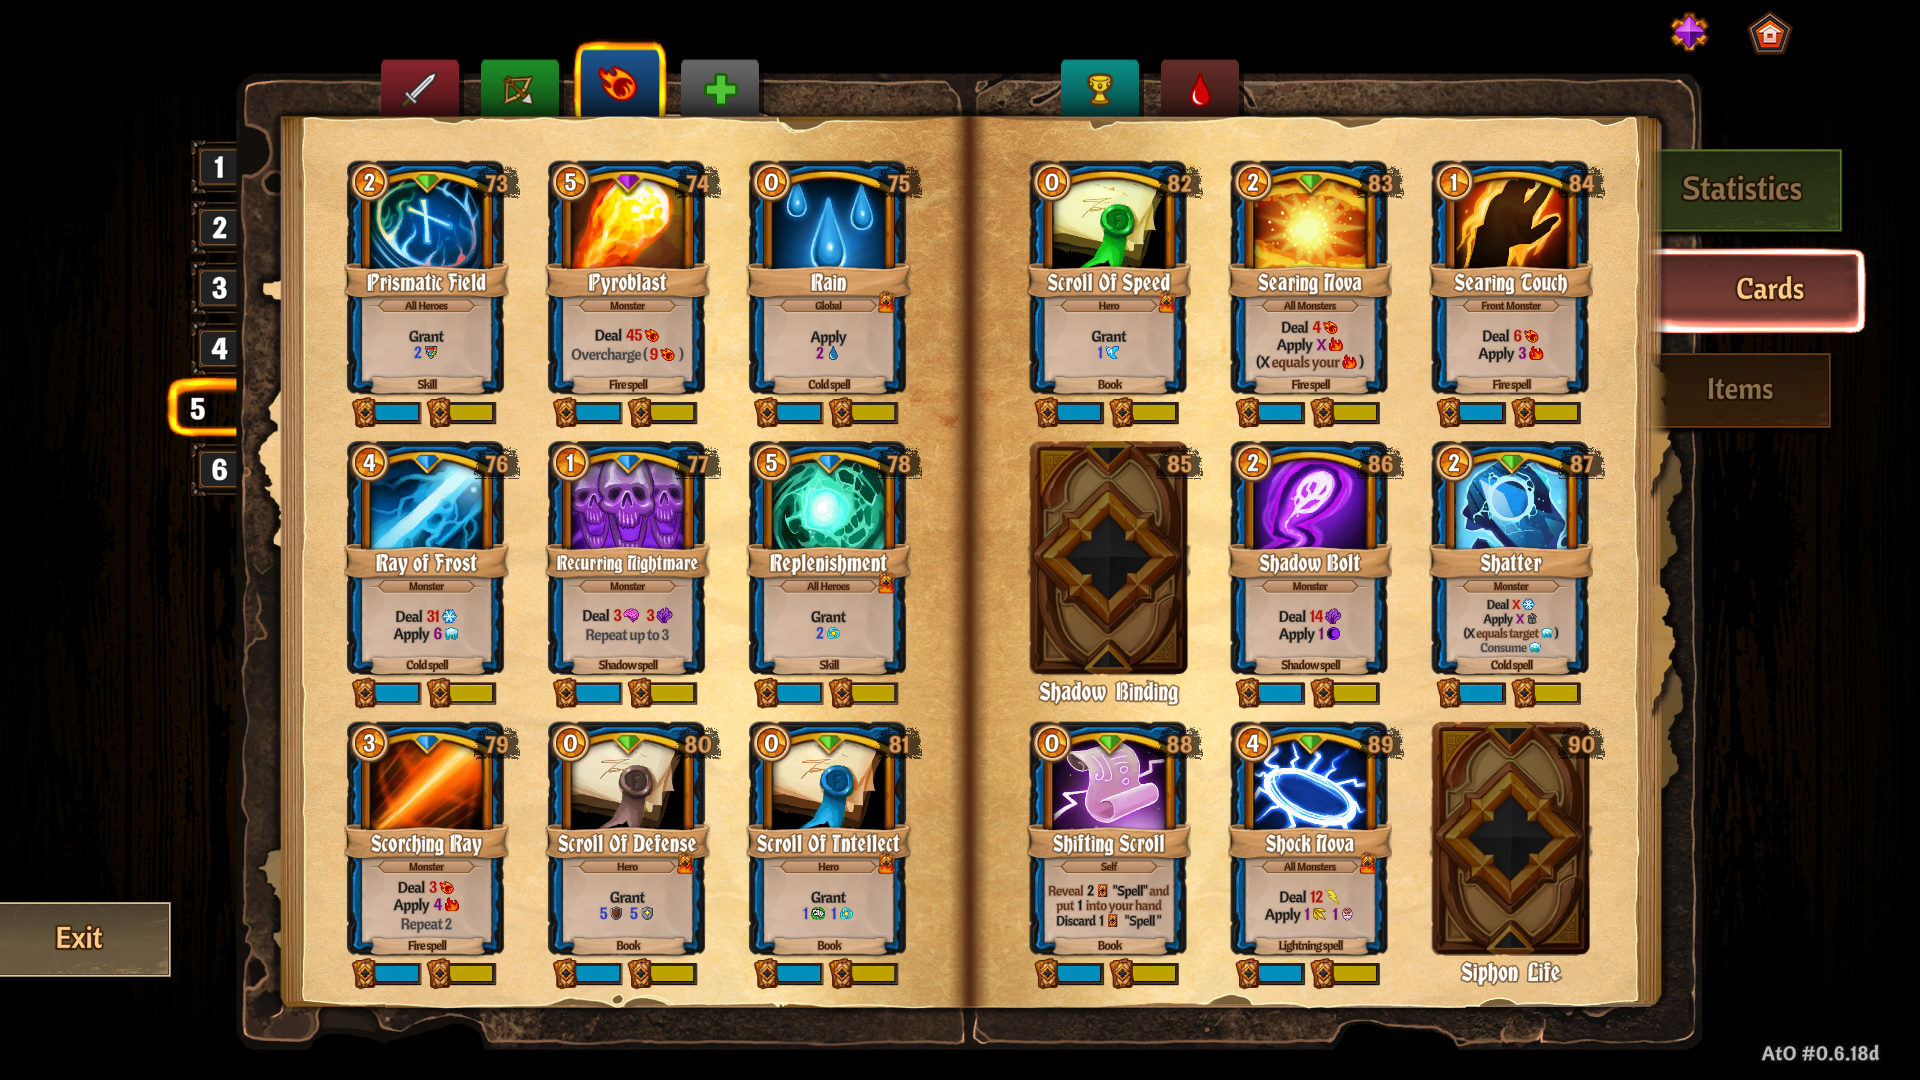 1
2
3
4
5
6
Statistics
Cards
Items
Exit
2
73
Prismatic Field
All Heroes
Grant
2
Skill
5
74
Pyroblast
Monster
Deal 45
Overcharge ( 9 )
Fire spell
0
75
Rain
Global
Apply
2
Cold spell
4
76
Ray of Frost
Monster
Deal 31
Apply 6
Cold spell
1
77
Recurring Nightmare
Monster
Deal 3 3
Repeat up to 3
Shadow spell
5
78
Replenishment
All Heroes
Grant
2
Skill
3
79
Scorching Ray
Monster
Deal 3
Apply 4
Repeat 2
Fire spell
0
80
Scroll Of Defense
Hero
Grant
5 5
Book
0
81
Scroll Of Intellect
Hero
Grant
1 1
Book
0
82
Scroll Of Speed
Hero
Grant
1
Book
2
83
Searing Nova
All Monsters
Deal 4
Apply X
(X equals your )
Fire spell
1
84
Searing Touch
Front Monster
Deal 6
Apply 3
Fire spell
85
Shadow Binding
2
86
Shadow Bolt
Monster
Deal 14
Apply 1
Shadow spell
2
87
Shatter
Monster
Deal X
Apply X
(X equals target )
Consume
Cold spell
0
88
Shifting Scroll
Self
Reveal 2 "Spell" and
put 1 into your hand
Discard 1 "Spell"
Book
4
89
Shock Nova
All Monsters
Deal 12
Apply 1 1
Lightning spell
90
Siphon Life
AtO #0.6.18d